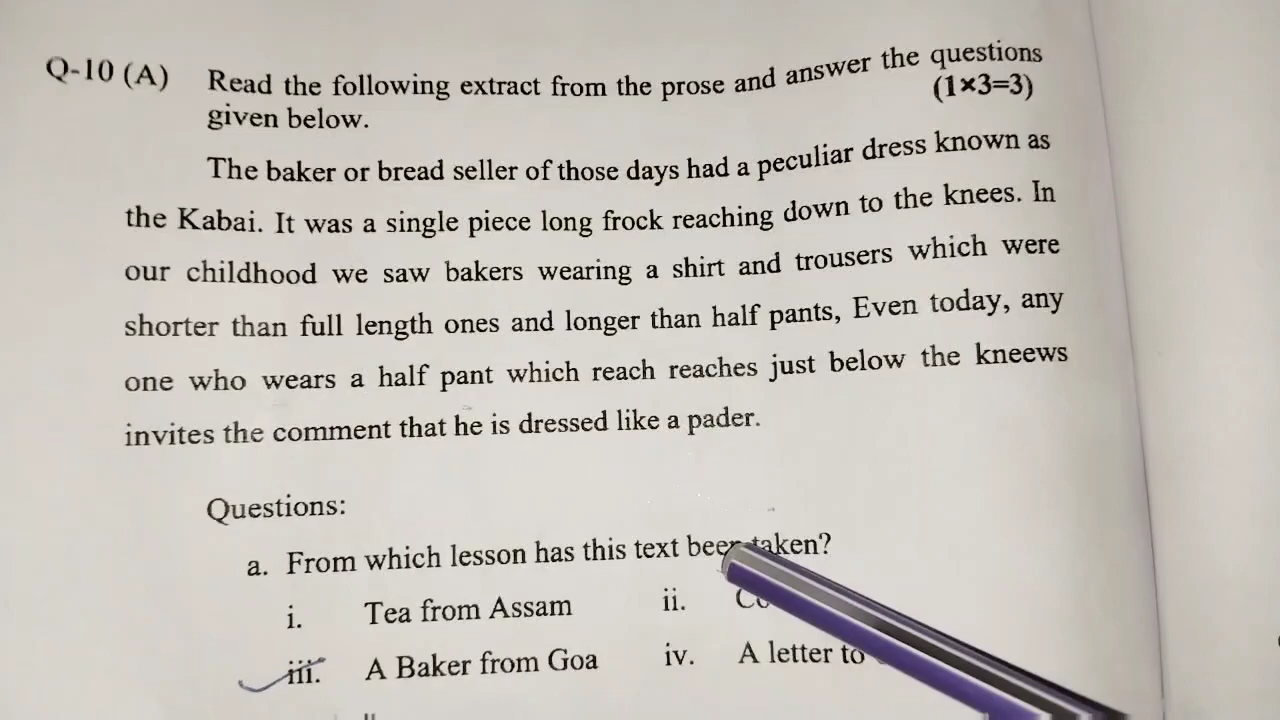 Q-10 (A) Read the following extract from the prose and answer the questions
given below. (1×3=3)
The baker or bread seller of those days had a peculiar dress known as
the Kabai. It was a single piece long frock reaching down to the knees. In
our childhood we saw bakers wearing a shirt and trousers which were
shorter than full length ones and longer than half pants, Even today, any
one who wears a half pant which reach reaches just below the kneews
invites the comment that he is dressed like a pader.
Questions:
a. From which lesson has this text been taken?
i. Tea from Assam ii.
iii. A Baker from Goa iv. A letter to